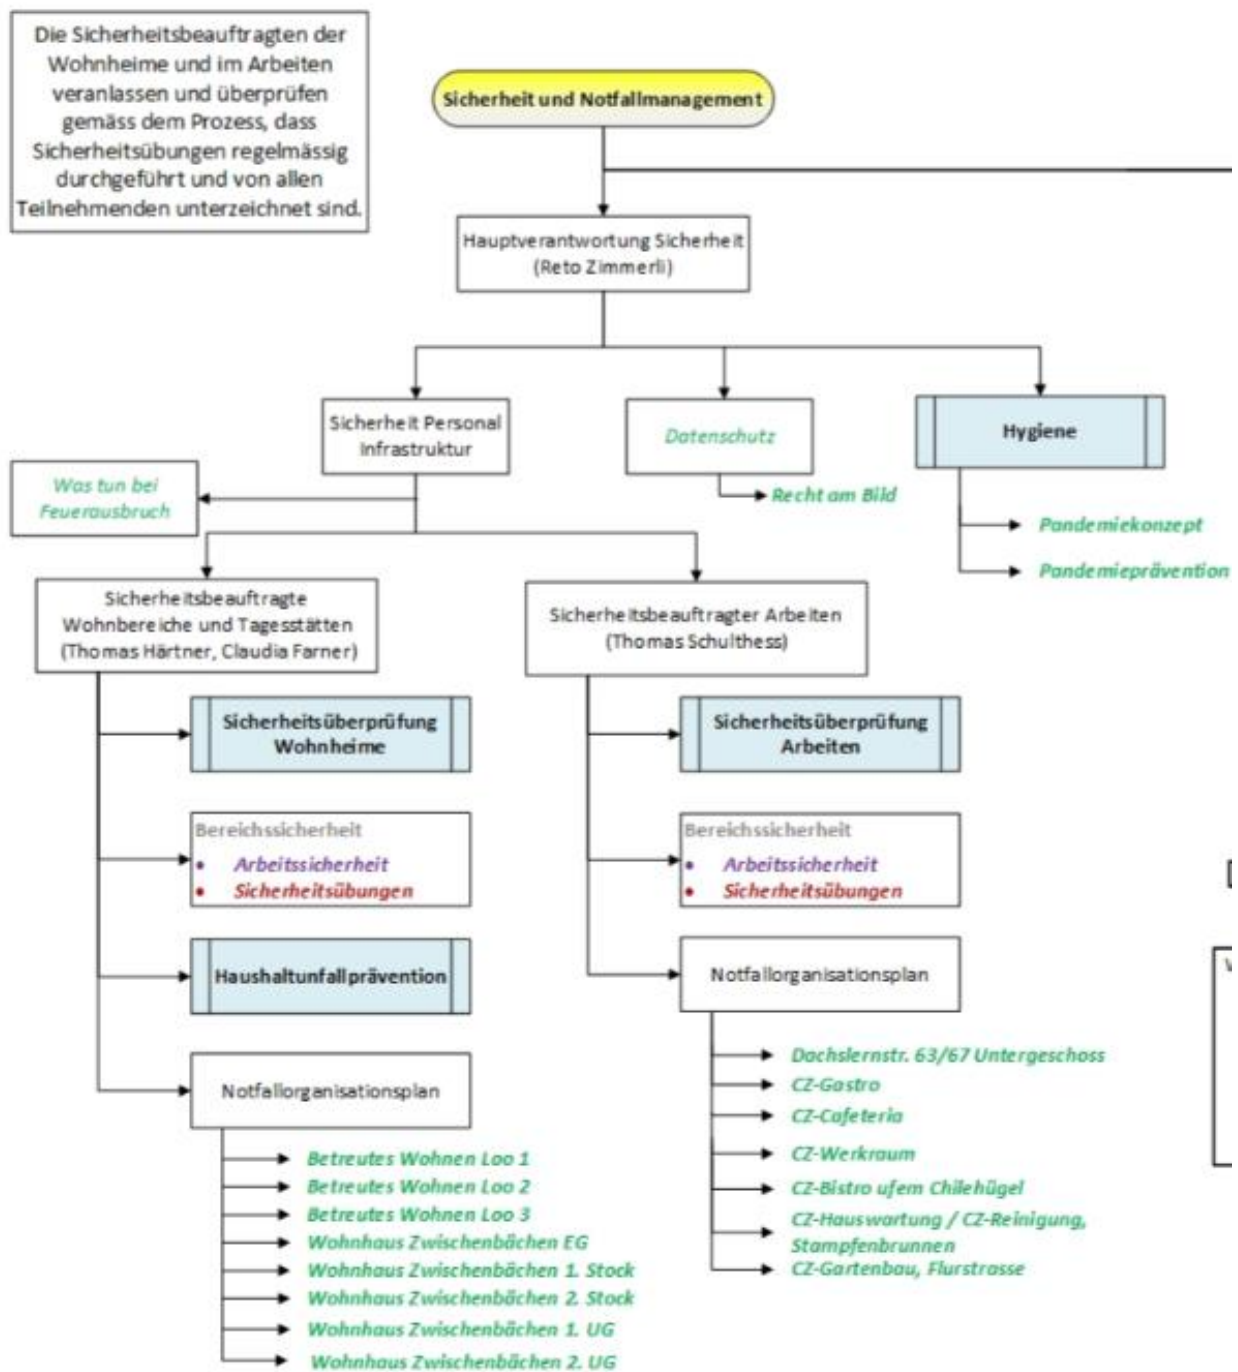 Die Sicherheitsbeauftragten der
Wohnheime und im Arbeiten
veranlassen und überprüfen
gemäss dem Prozess, dass
Sicherheitsübungen regelmässig
durchgeführt und von allen
Teilnehmenden unterzeichnet sind.
Sicherheit und Notfallmanagement
Hauptverantwortung Sicherheit
(Reto Zimmerli)
Sicherheit Personal
Infrastruktur
Datenschutz
Hygiene
Was tun bei
Feuerausbruch
Recht am Bild
Pandemiekonzept
Pandemieprävention
Sicherheitsbeauftragte
Wohnbereiche und Tagesstätten
(Thomas Härtner, Claudia Farner)
Sicherheitsbeauftragter Arbeiten
(Thomas Schulthess)
Sicherheitsüberprüfung
Wohnheime
Bereichssicherheit
• Arbeitssicherheit
• Sicherheitsübungen
Haushaltunfallprävention
Notfallorganisationsplan
Betreutes Wohnen Loo 1
Betreutes Wohnen Loo 2
Betreutes Wohnen Loo 3
Wohnhaus Zwischenbächen EG
Wohnhaus Zwischenbächen 1. Stock
Wohnhaus Zwischenbächen 2. Stock
Wohnhaus Zwischenbächen 1. UG
Wohnhaus Zwischenbächen 2. UG
Sicherheitsüberprüfung
Arbeiten
Bereichssicherheit
• Arbeitssicherheit
• Sicherheitsübungen
Notfallorganisationsplan
Dachslernstr. 63/67 Untergeschoss
CZ-Gastro
CZ-Cafeteria
CZ-Werkraum
CZ-Bistro ufem Chilehügel
CZ-Hauswartung / CZ-Reinigung,
Stampfenbrunnen
CZ-Gartenbau, Flurstrasse